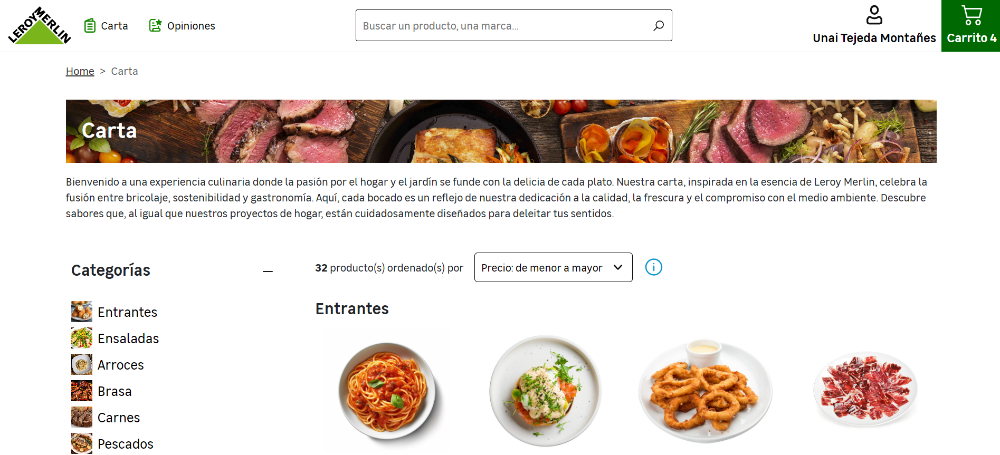 LEROY MERLIN
Carta
Opiniones
Buscar un producto, una marca...
Unai Tejeda Montañes
Carrito 4
Home > Carta
Carta
Bienvenido a una experiencia culinaria donde la pasión por el hogar y el jardín se funde con la delicia de cada plato. Nuestra carta, inspirada en la esencia de Leroy Merlin, celebra la
fusión entre bricolaje, sostenibilidad y gastronomía. Aquí, cada bocado es un reflejo de nuestra dedicación a la calidad, la frescura y el compromiso con el medio ambiente. Descubre
sabores que, al igual que nuestros proyectos de hogar, están cuidadosamente diseñados para deleitar tus sentidos.
Categorías
Entrantes
Ensaladas
Arroces
Brasa
Carnes
Pescados
32 producto(s) ordenado(s) por
Precio: de menor a mayor
i
Entrantes